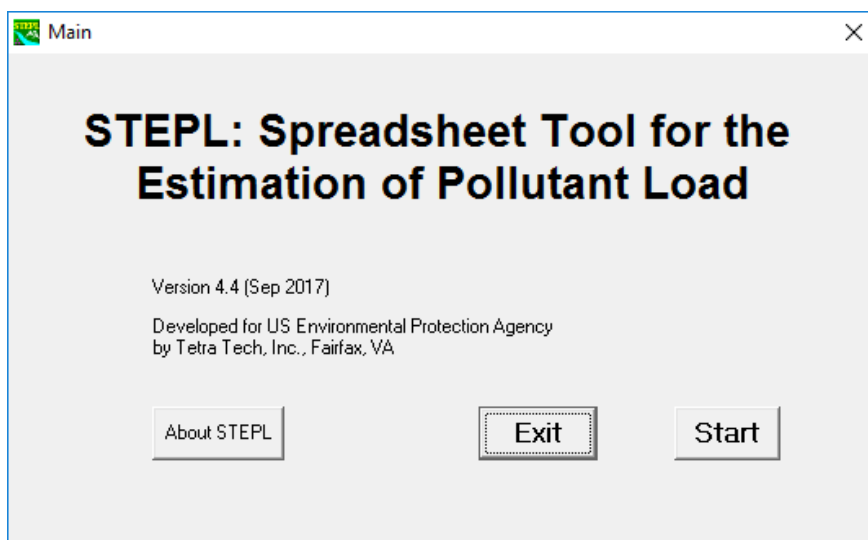 Main
STEPL: Spreadsheet Tool for the
Estimation of Pollutant Load
Version 4.4 (Sep 2017)
Developed for US Environmental Protection Agency
by Tetra Tech, Inc., Fairfax, VA
About STEPL
Exit
Start